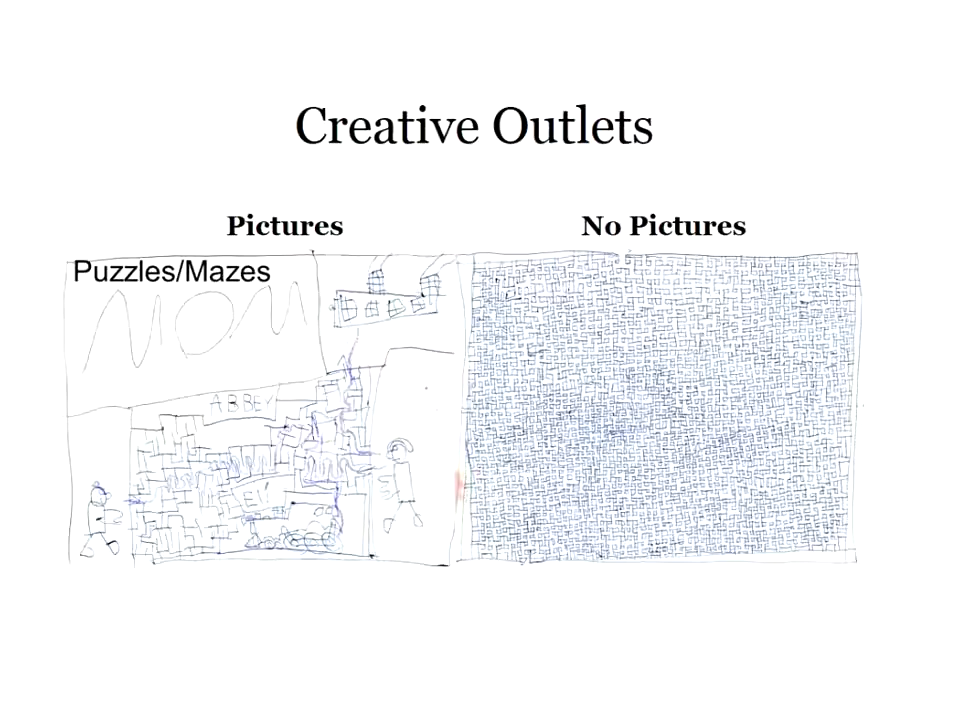 Creative Outlets
Pictures
No Pictures
Puzzles/Mazes
MOM
ABBEY